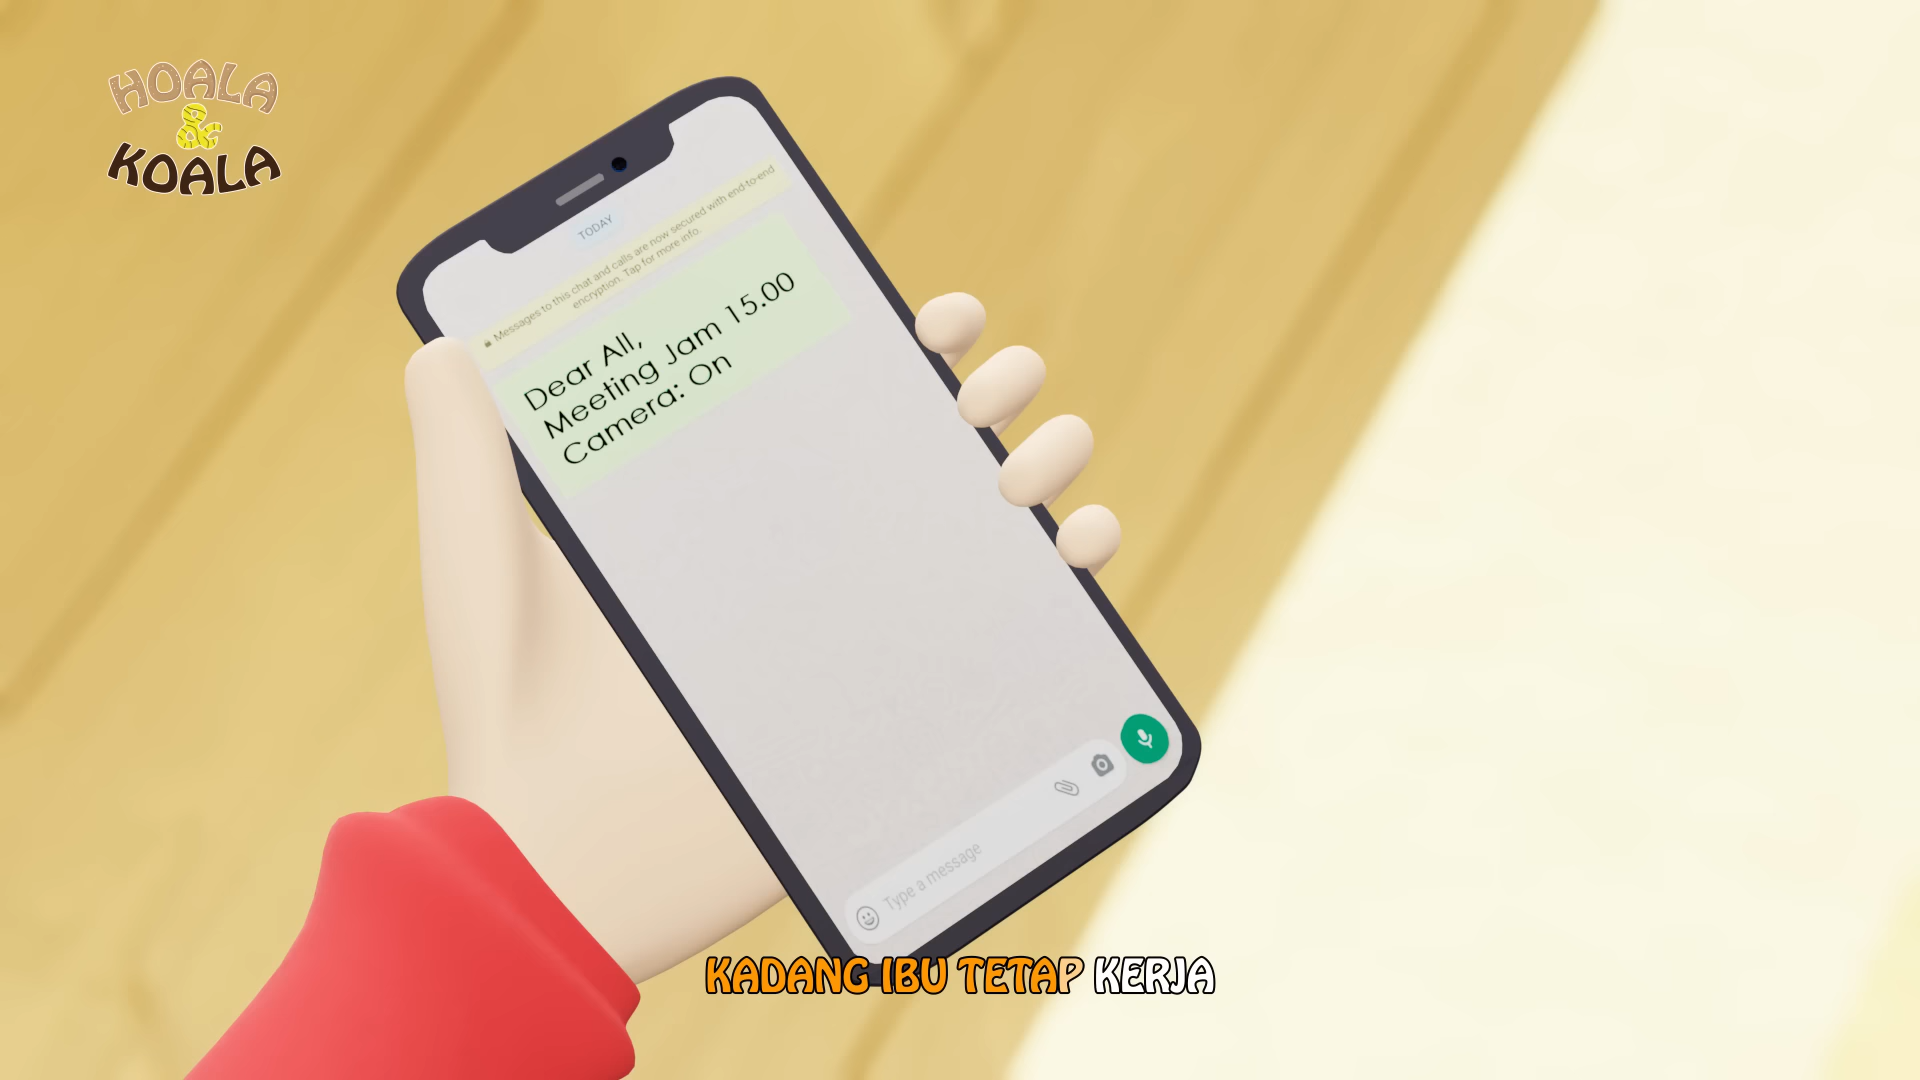 HOALA
&
KOALA
TODAY
Messages to this chat and calls are now secured with end-to-end
encryption. Tap for more info.
Dear All,
Meeting Jam 15.00
Camera: On
Type a message
KADANG IBU TETAP KERJA